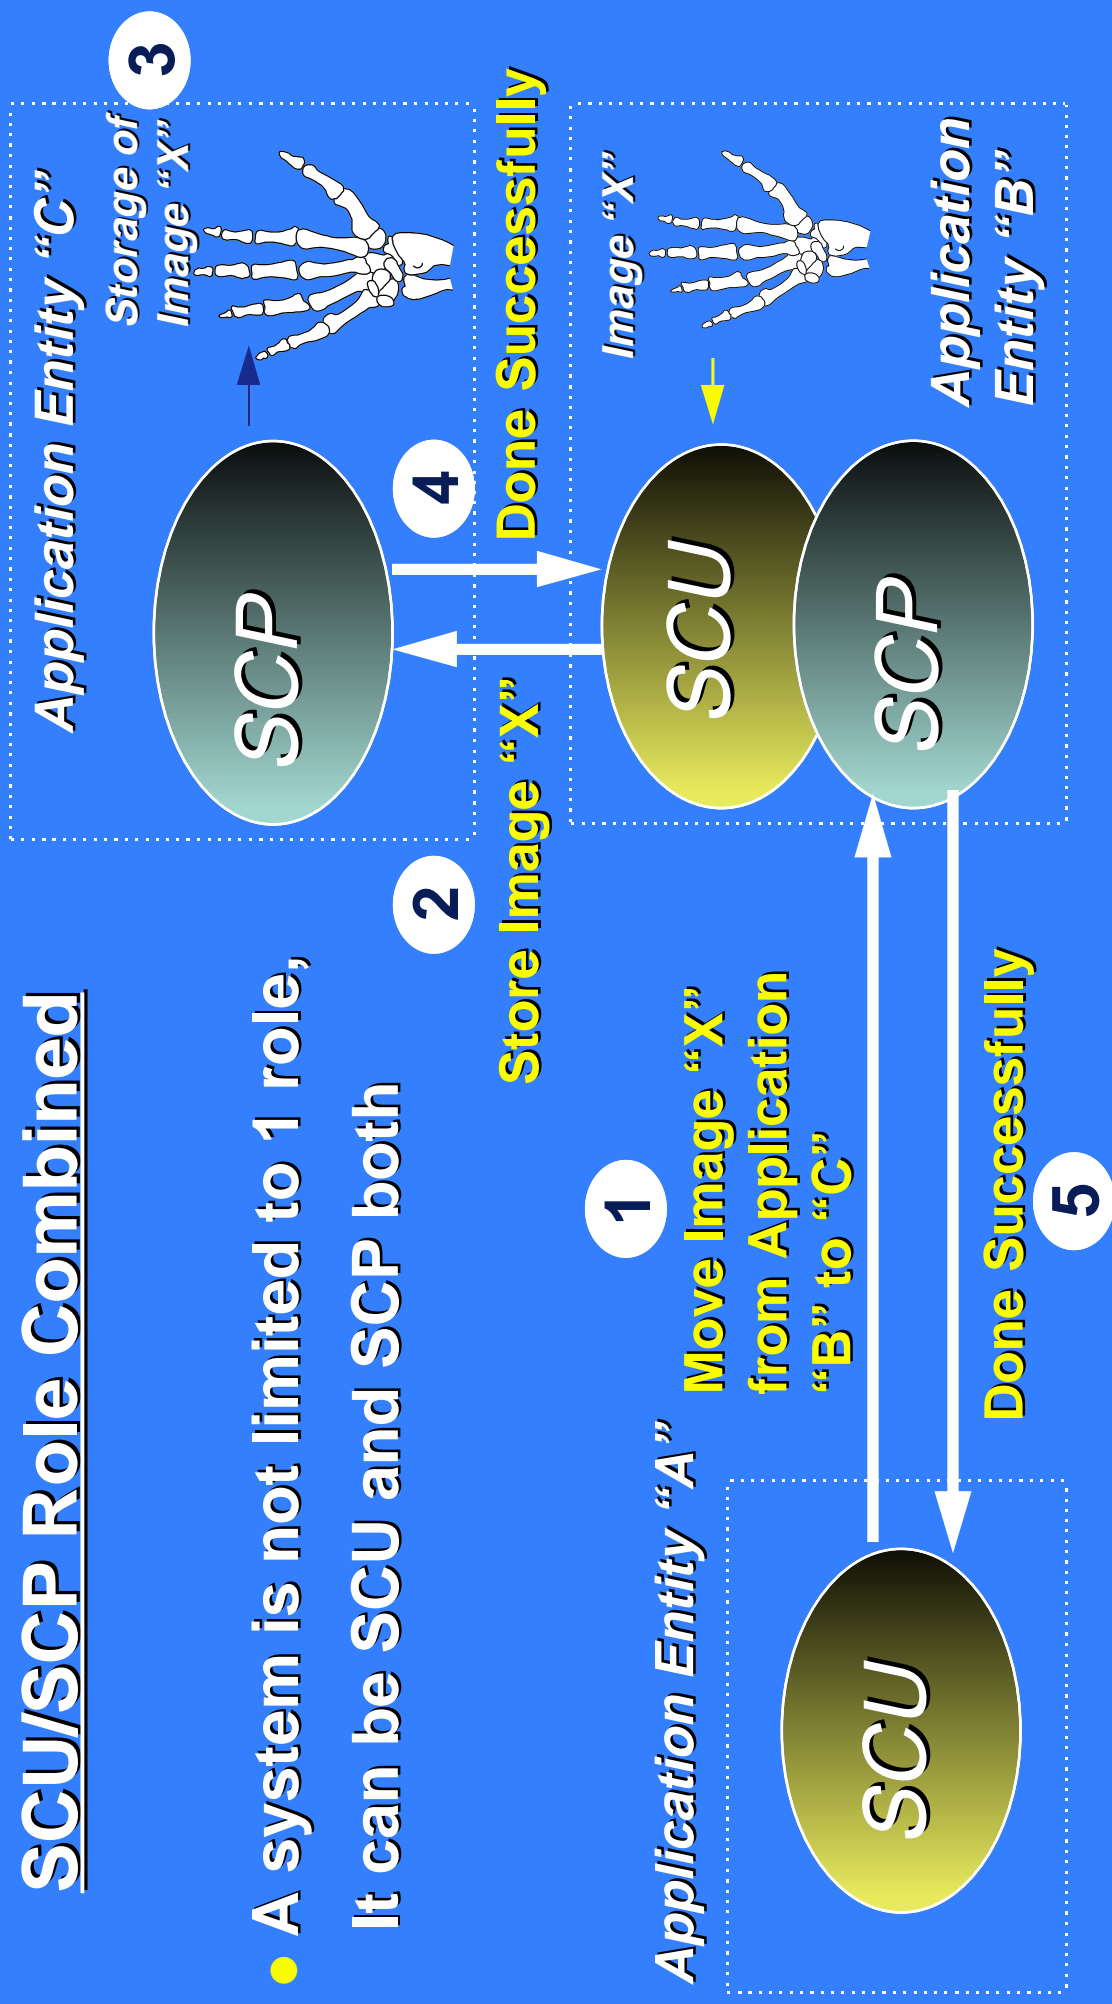 SCU/SCP Role Combined
A system is not limited to 1 role,
It can be SCU and SCP both
Application Entity “C”
3
Storage of
Image “X”
SCP
2
4
Store Image “X”
Done Successfully
1
Move Image “X”
from Application
“B” to “C”
Image “X”
SCU
SCP
Application
Entity “B”
Application Entity “A”
SCU
Done Successfully
5